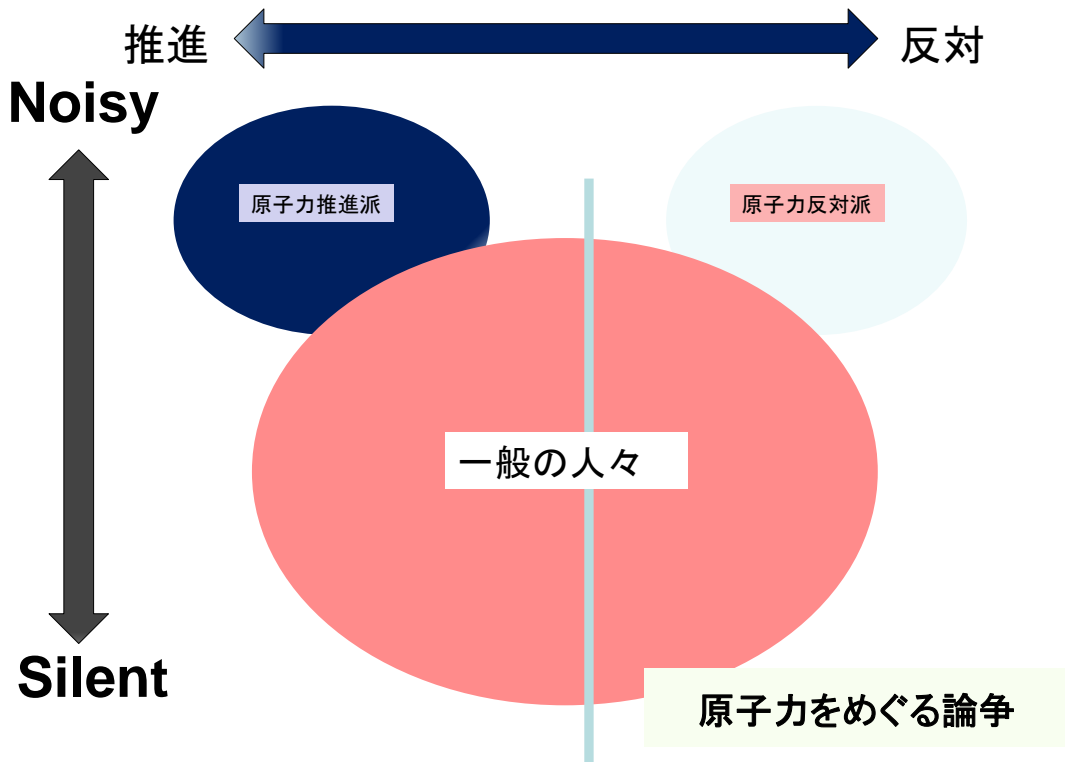 推進
反対
Noisy
原子力推進派
原子力反対派
一般の人々
Silent
原子力をめぐる論争